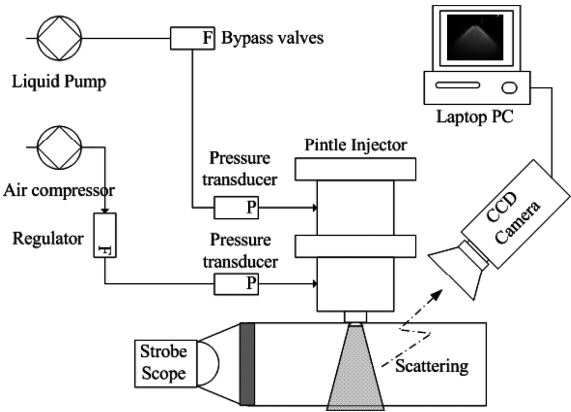 Liquid Pump
F
Bypass valves
Laptop PC
Pintle Injector
Pressure
transducer
P
Air compressor
Regulator
F
Pressure
transducer
P
CCD
Camera
Strobe
Scope
Scattering